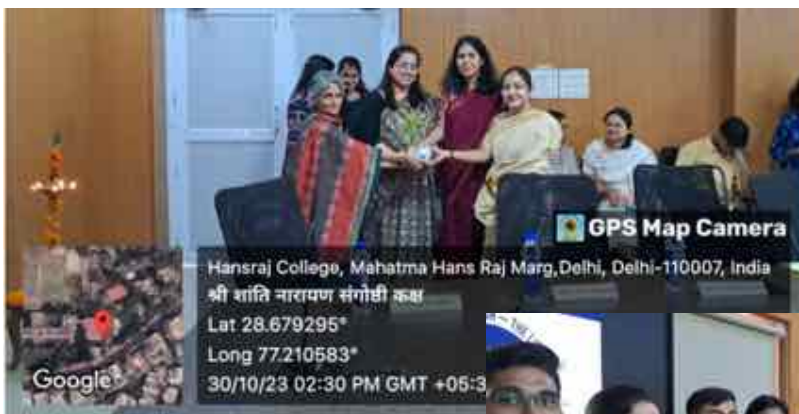 GPS Map Camera
Hansraj College, Mahatma Hans Raj Marg,Delhi, Delhi-110007, India
श्री शांति नारायण संगोष्ठी कक्ष
Lat 28.679295°
Long 77.210583°
30/10/23 02:30 PM GMT +05:3
Google
THE